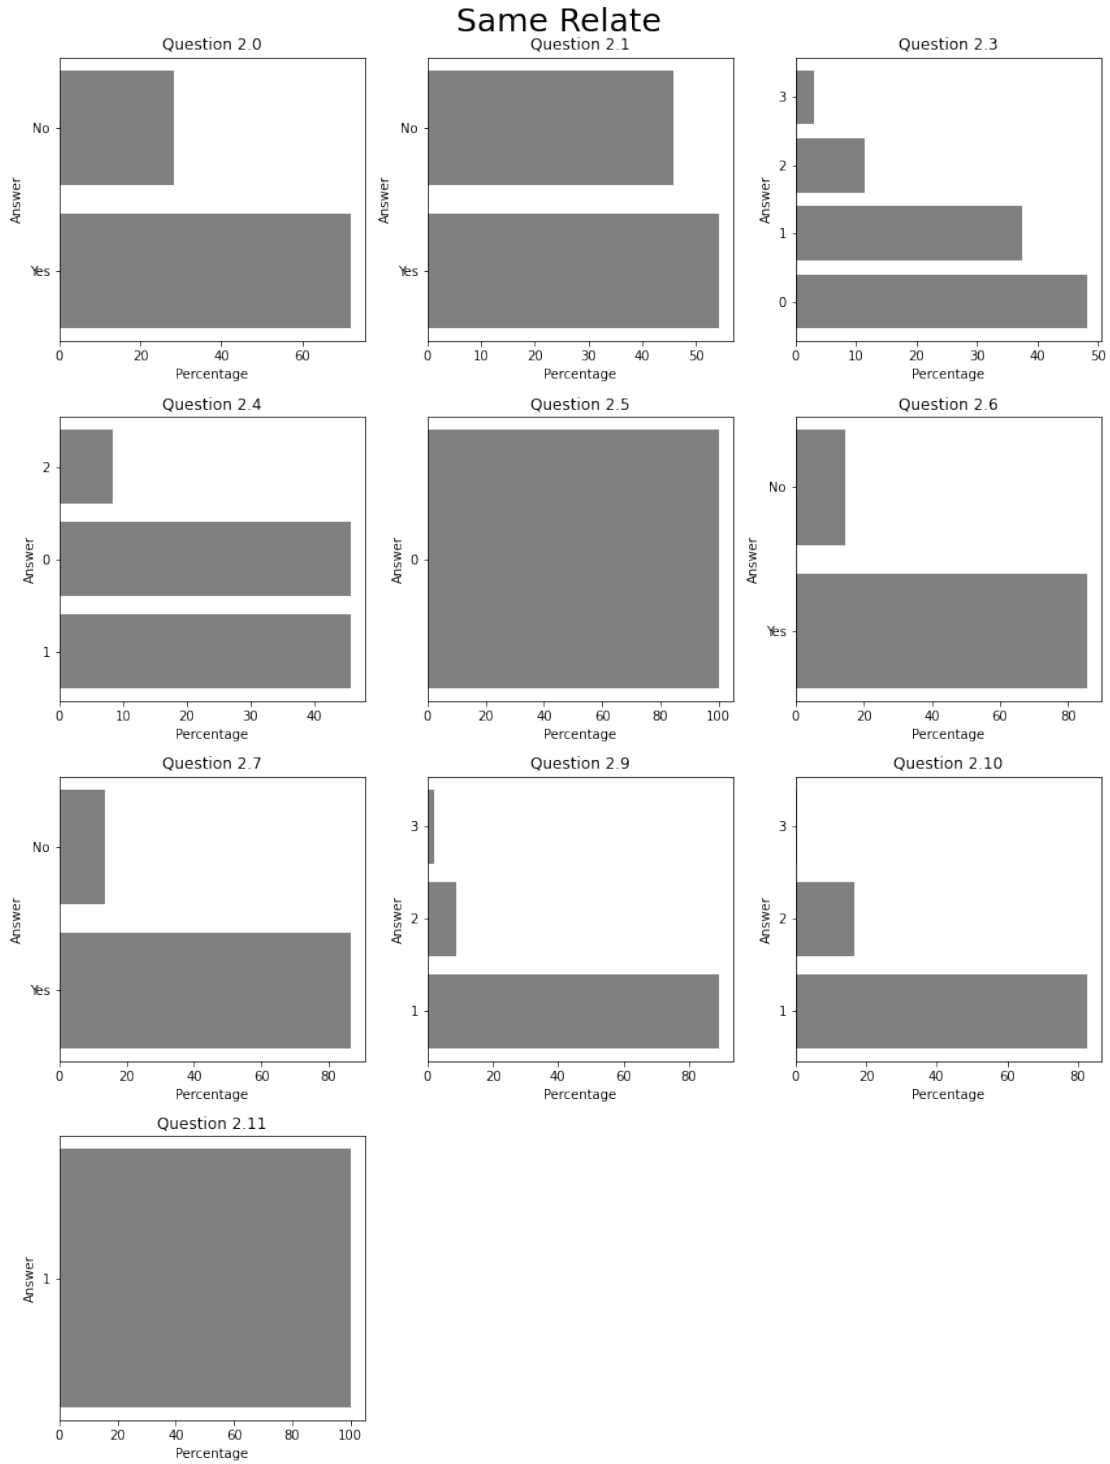 Same Relate
Question 2.0
No
Yes
Answer
0 20 40 60
Percentage
Question 2.1
No
Yes
Answer
0 10 20 30 40 50
Percentage
Question 2.3
3
2
1
0
Answer
0 10 20 30 40 50
Percentage
Question 2.4
2
0
1
Answer
0 10 20 30 40
Percentage
Question 2.5
0
Answer
0 20 40 60 80 100
Percentage
Question 2.6
No
Yes
Answer
0 20 40 60 80
Percentage
Question 2.7
No
Yes
Answer
0 20 40 60 80
Percentage
Question 2.9
3
2
1
Answer
0 20 40 60 80
Percentage
Question 2.10
3
2
1
Answer
0 20 40 60 80
Percentage
Question 2.11
1
Answer
0 20 40 60 80 100
Percentage